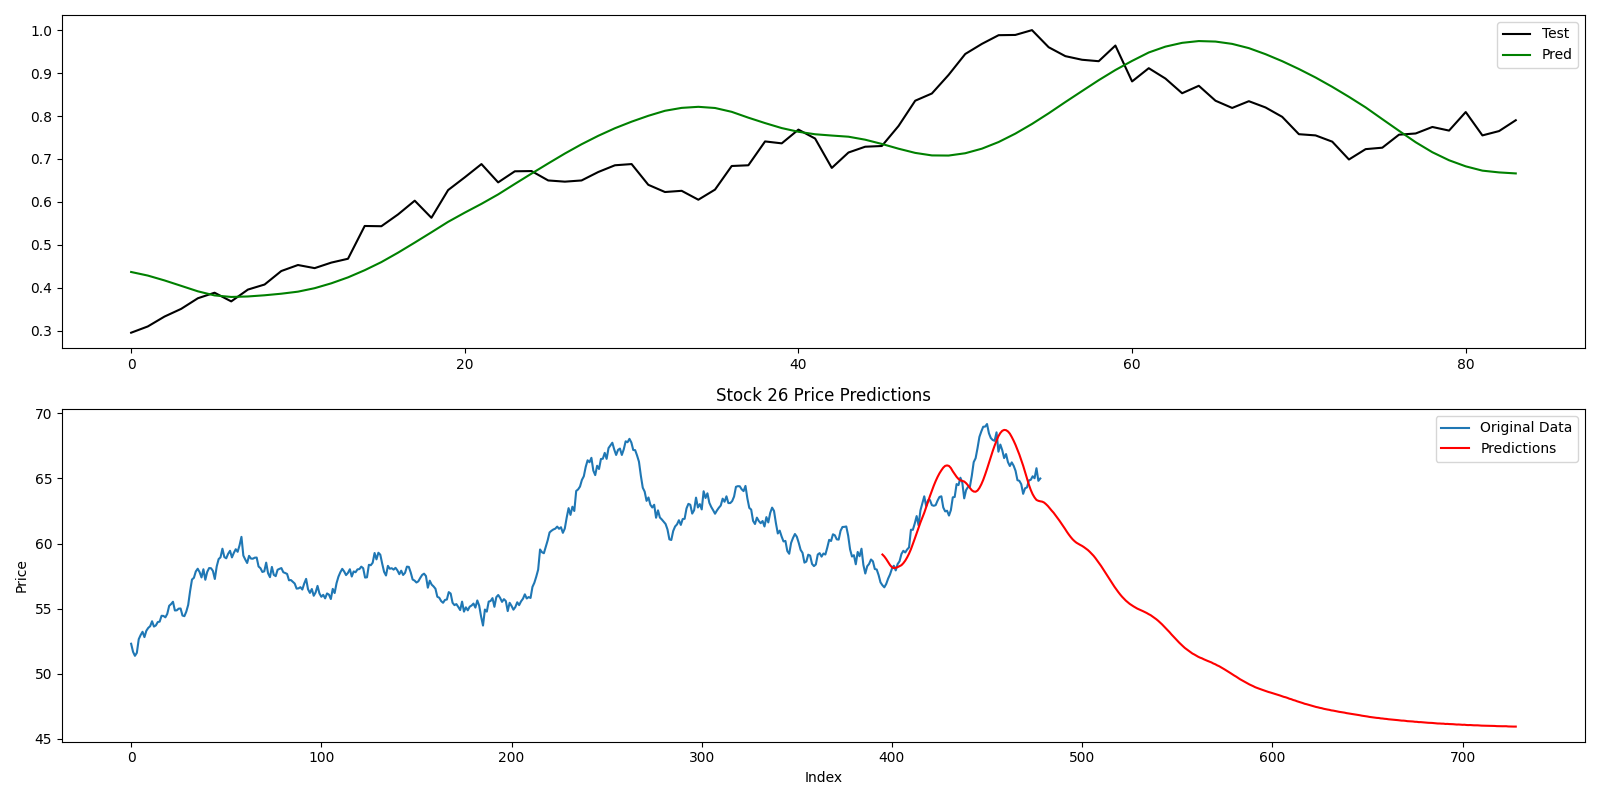 1.0
0.9
0.8
0.7
0.6
0.5
0.4
0.3
Test
Pred
0 20 40 60 80
Stock 26 Price Predictions
70
65
60
55
50
45
Price
Original Data
Predictions
0 100 200 300 400 500 600 700
Index